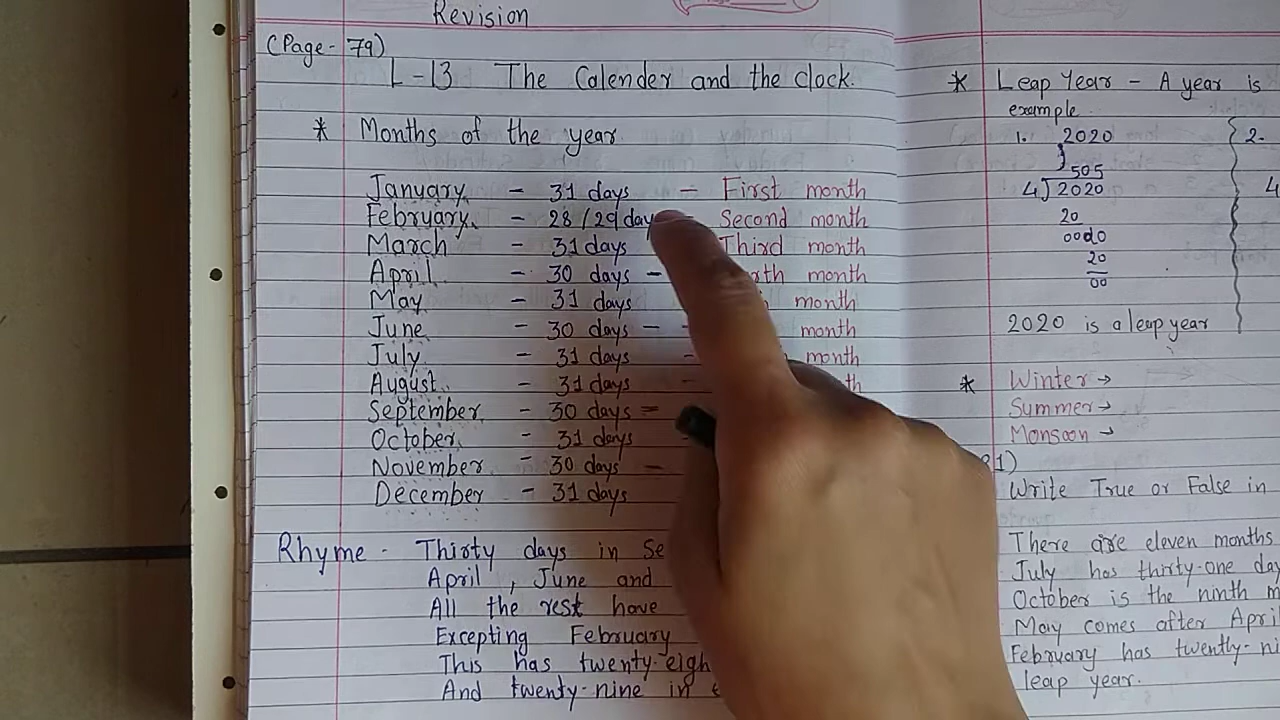 Revision
(Page - 79)
L-13 The Calender and the clock.
* Months of the year.
January - 31 days - First month
February - 28/29 day - Second month
March - 31 days Third month
April - 30 days - month
May - 31 days month
June - 30 days - - month
July - 31 days - month
August - 31 days -
September - 30 days =
October - 31 days -
November - 30 days -
December - 31 days
Rhyme - Thirty days in Se
April, June and
All the rest have
Excepting February
This has twenty-eigh
And twenty-nine in
* Leap Year - A year is
example.
1. 2020
505
4)2020
20
0020
20
00
2020 is a leap year
2.
4
* Winter →
Summer →
Monsoon →
Write True or False in
There are eleven months
July has thirty-one day
October is the ninth m
May comes after Apri
February has twently-ni
leap year.